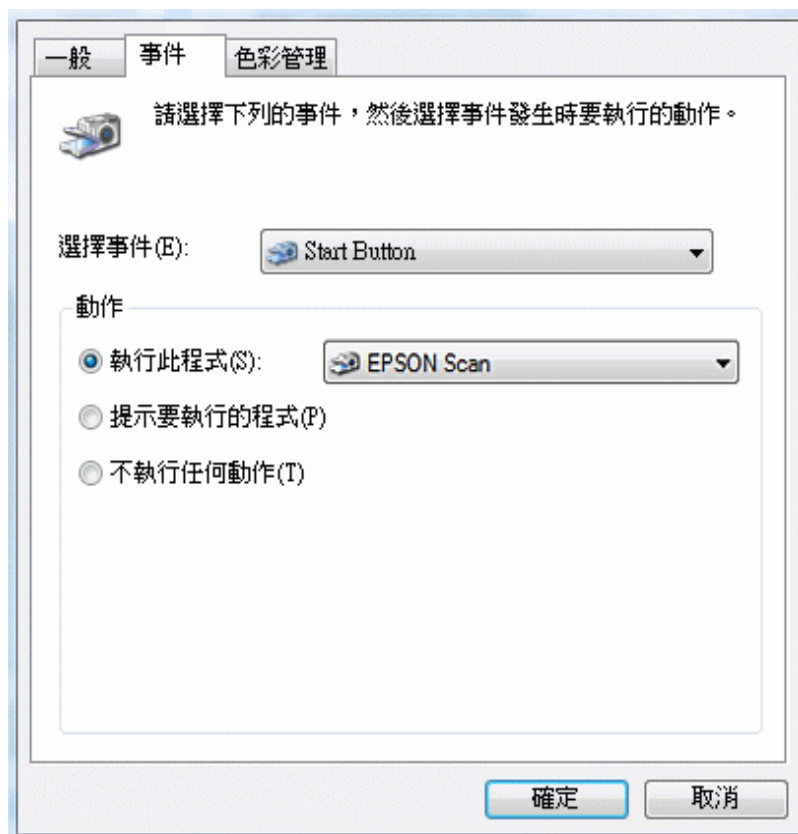 一般 事件 色彩管理
請選擇下列的事件，然後選擇事件發生時要執行的動作。
選擇事件(E): Start Button
動作
執行此程式(S): EPSON Scan
提示要執行的程式(P)
不執行任何動作(T)
確定 取消